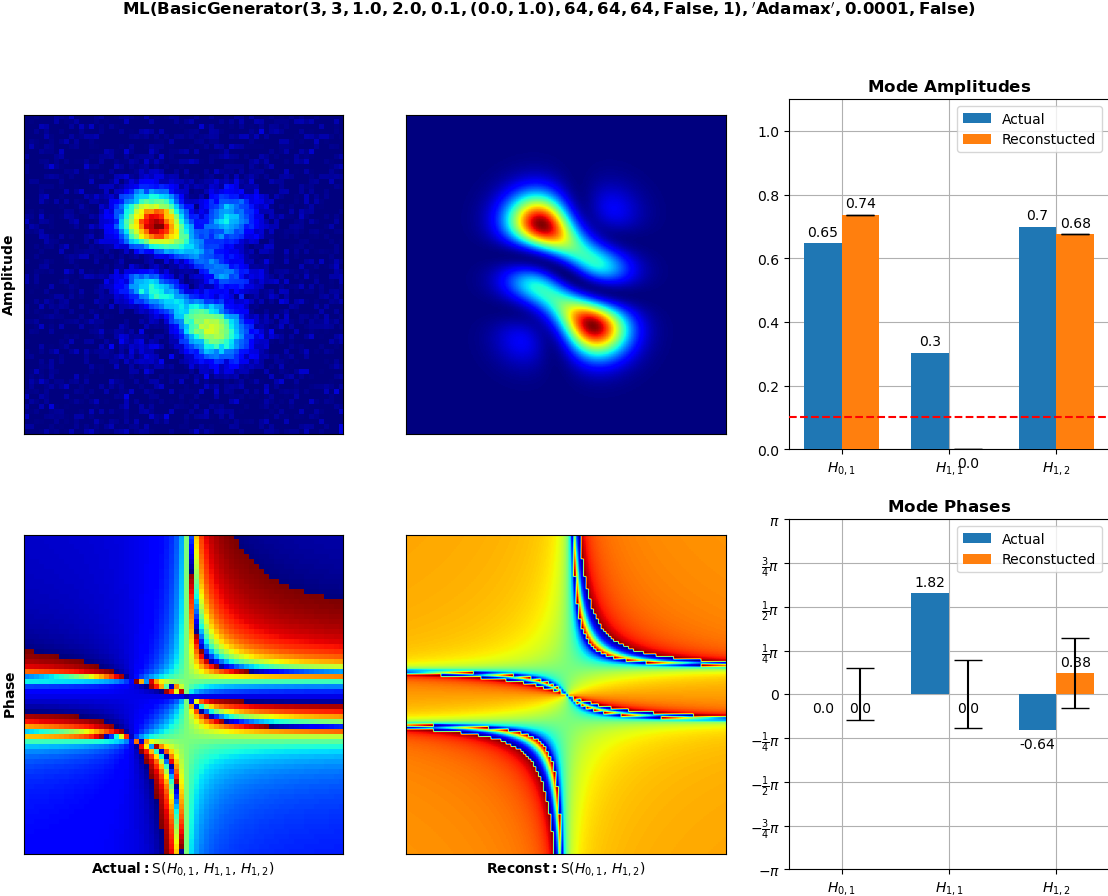 ML(BasicGenerator(3, 3, 1.0, 2.0, 0.1, (0.0, 1.0), 64, 64, 64, False, 1), ′Adamax′, 0.0001, False)
Amplitude
Mode Amplitudes
Actual
Reconstucted
1.0
0.8
0.6
0.4
0.2
0.0
0.65
0.74
0.3
0.0
0.7
0.68
H0, 1
H1, 1
H1, 2
Phase
Actual: S(H0, 1, H1, 1, H1, 2)
Reconst: S(H0, 1, H1, 2)
Mode Phases
Actual
Reconstucted
π
3/4π
1/2π
1/4π
0
−1/4π
−1/2π
−3/4π
−π
0.0
0.0
1.82
0.0
-0.64
0.38
H0, 1
H1, 1
H1, 2